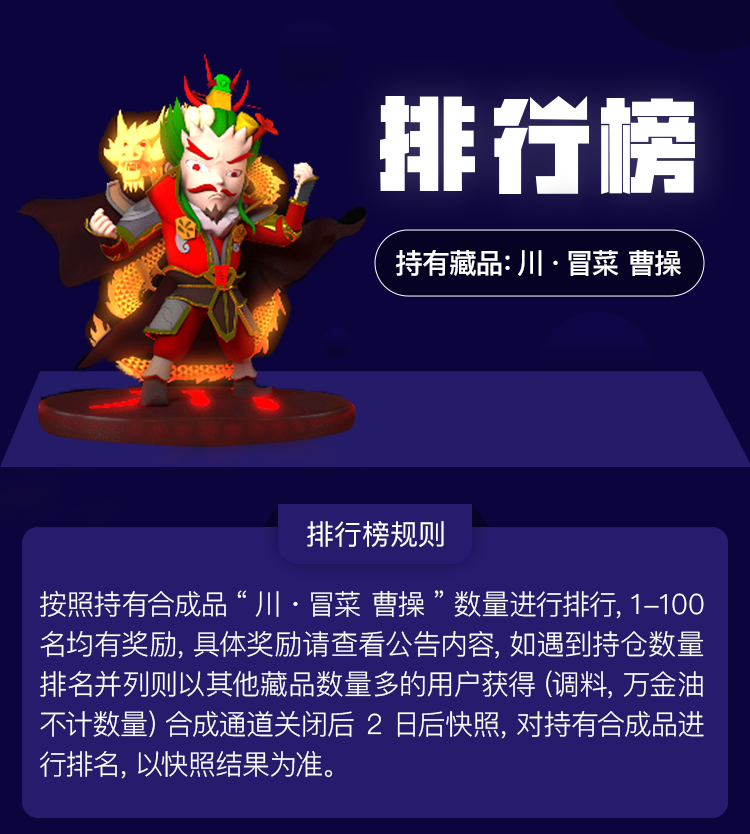 排行榜
持有藏品: 川 · 冒菜 曹操
排行榜规则
按照持有合成品 “ 川 · 冒菜 曹操 ” 数量进行排行, 1-100
名均有奖励, 具体奖励请查看公告内容, 如遇到持仓数量
排名并列则以其他藏品数量多的用户获得 (调料, 万金油
不计数量) 合成通道关闭后 2 日后快照, 对持有合成品进
行排名, 以快照结果为准。